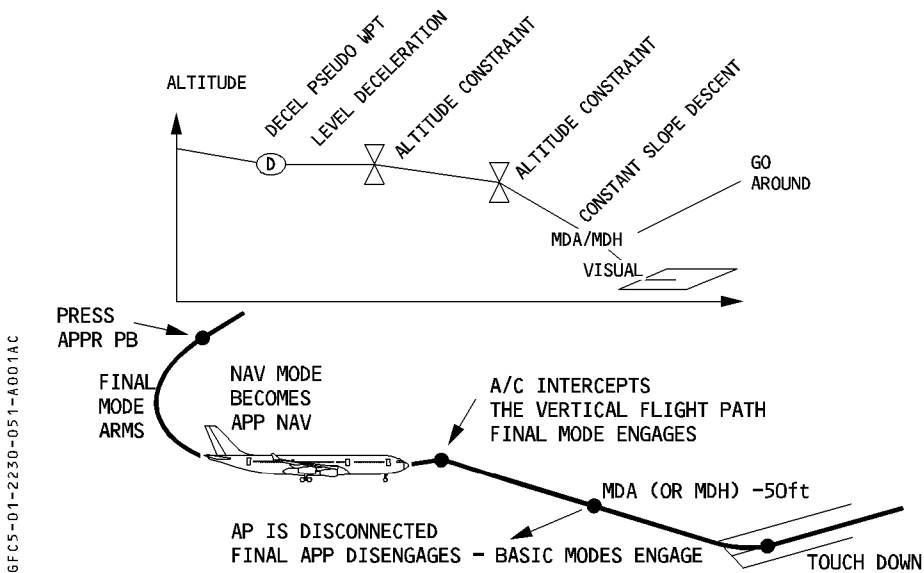 ALTITUDE
DECEL PSEUDO WPT
LEVEL DECELERATION
ALTITUDE CONSTRAINT
ALTITUDE CONSTRAINT
CONSTANT SLOPE DESCENT
D
GO
AROUND
MDA/MDH
VISUAL
PRESS
APPR PB
FINAL
MODE
ARMS
NAV MODE
BECOMES
APP NAV
A/C INTERCEPTS
THE VERTICAL FLIGHT PATH
FINAL MODE ENGAGES
MDA (OR MDH) -50ft
AP IS DISCONNECTED
FINAL APP DISENGAGES - BASIC MODES ENGAGE
TOUCH DOWN
GFC5-01-2230-051-A001AC